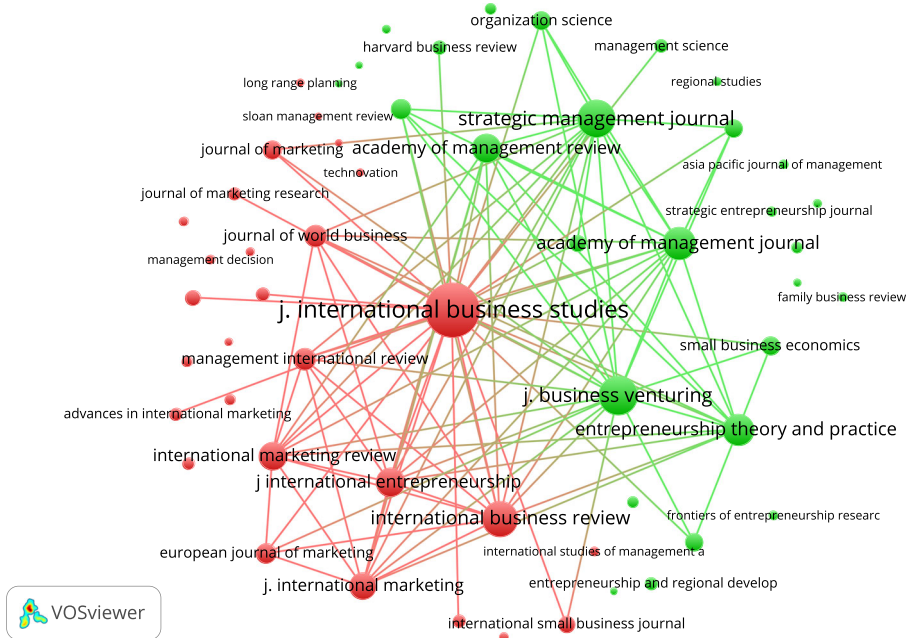 organization science
harvard business review
management science
long range planning
regional studies
sloan management review
strategic management journal
journal of marketing
academy of management review
asia pacific journal of management
technovation
journal of marketing research
strategic entrepreneurship journal
journal of world business
academy of management journal
management decision
family business review
j. international business studies
small business economics
management international review
j. business venturing
advances in international marketing
entrepreneurship theory and practice
international marketing review
j international entrepreneurship
international business review
frontiers of entrepreneurship researc
european journal of marketing
international studies of management a
j. international marketing
entrepreneurship and regional develop
international small business journal
VOSviewer